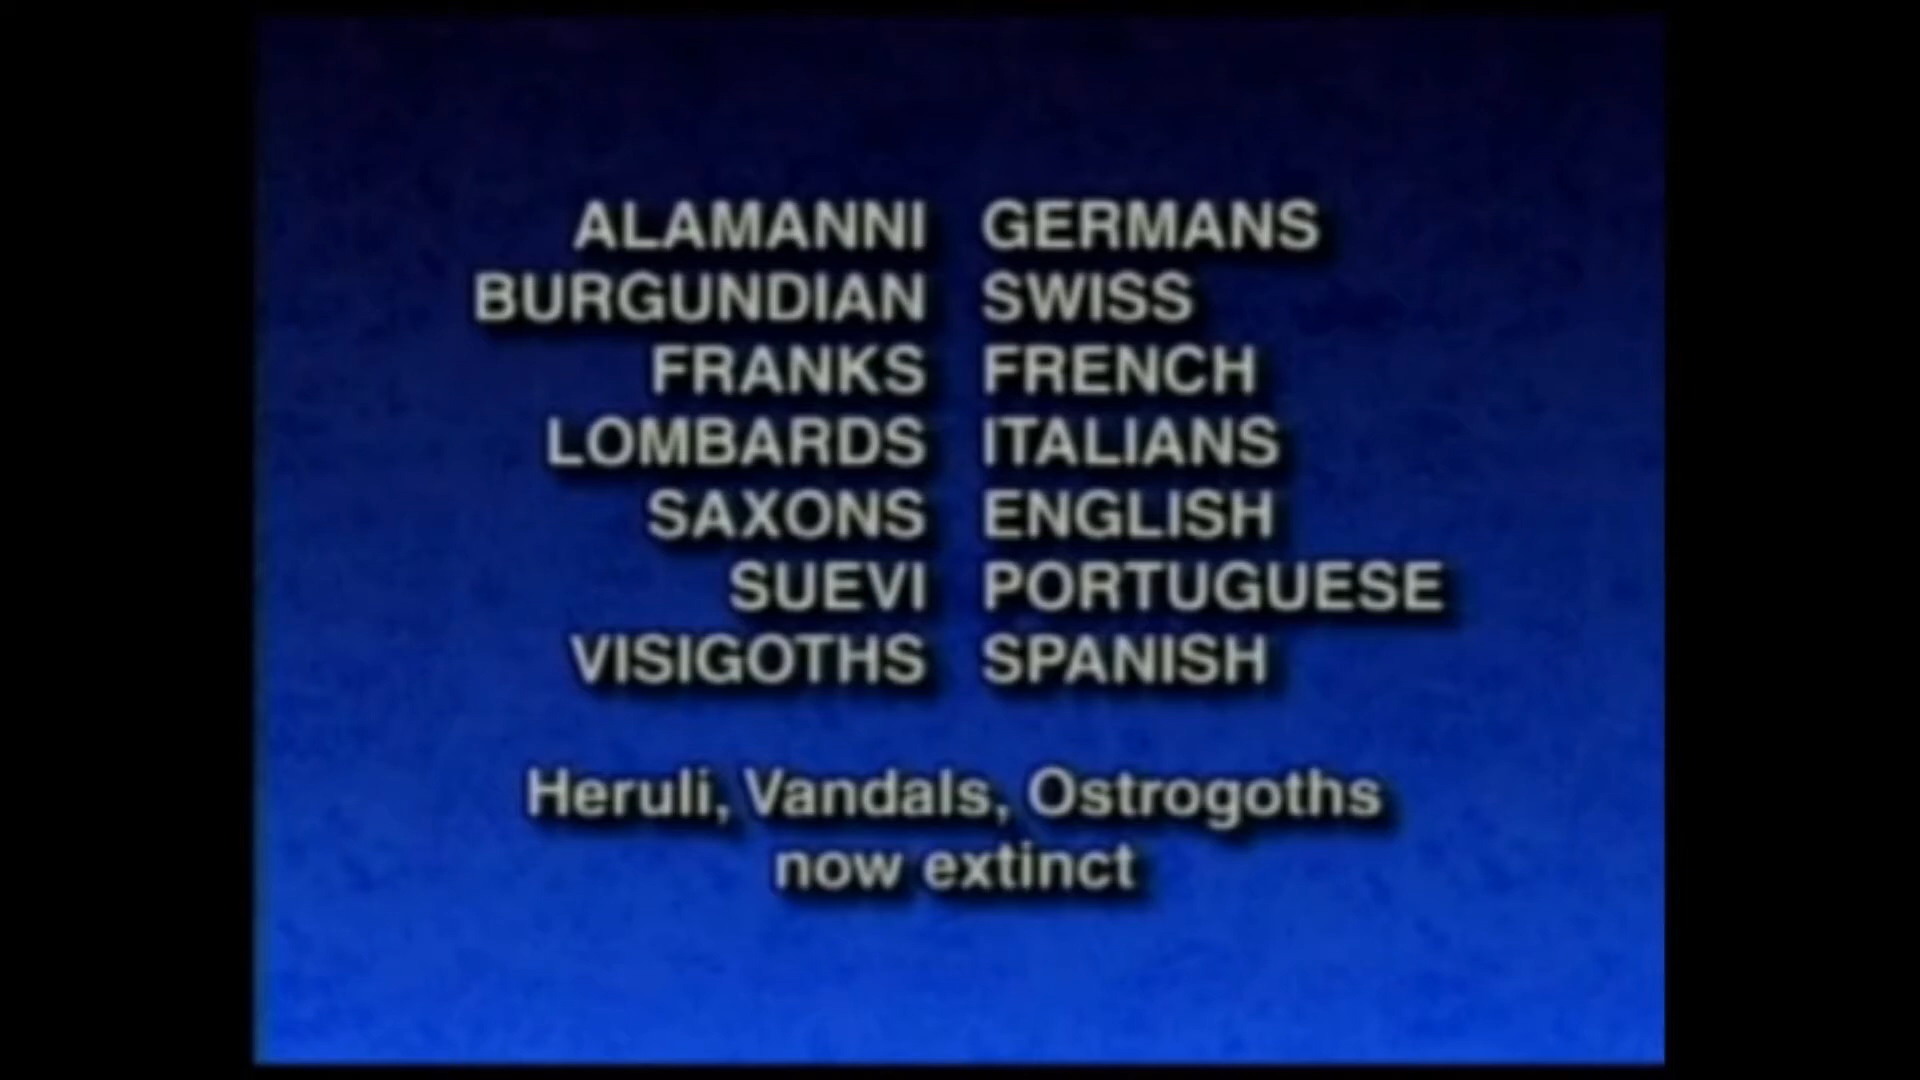 ALAMANNI GERMANS
BURGUNDIAN SWISS
FRANKS FRENCH
LOMBARDS ITALIANS
SAXONS ENGLISH
SUEVI PORTUGUESE
VISIGOTHS SPANISH
Heruli, Vandals, Ostrogoths
now extinct